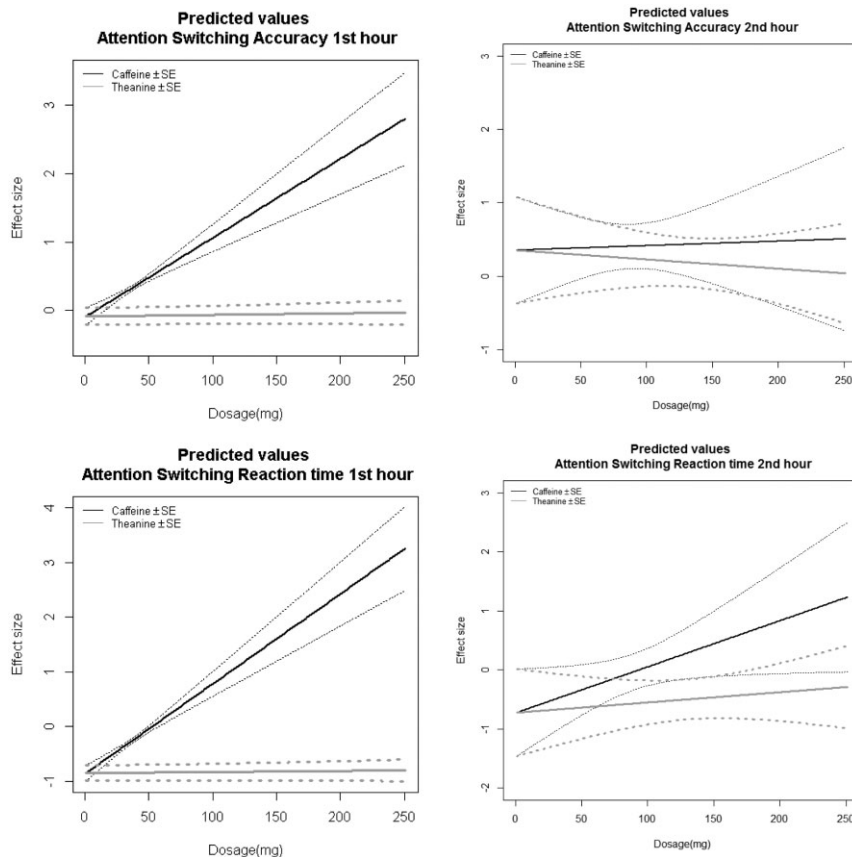 Predicted values
Attention Switching Accuracy 1st hour
Caffeine ±SE
Theanine ±SE
3
2
1
0
Effect size
0 50 100 150 200 250
Dosage(mg)
Predicted values
Attention Switching Accuracy 2nd hour
Caffeine ±SE
Theanine ±SE
3
2
1
0
-1
Effect size
0 50 100 150 200 250
Dosage(mg)
Predicted values
Attention Switching Reaction time 1st hour
Caffeine ±SE
Theanine ±SE
4
3
2
1
0
-1
Effect size
0 50 100 150 200 250
Dosage(mg)
Predicted values
Attention Switching Reaction time 2nd hour
Caffeine ±SE
Theanine ±SE
3
2
1
0
-1
-2
Effect size
0 50 100 150 200 250
Dosage(mg)